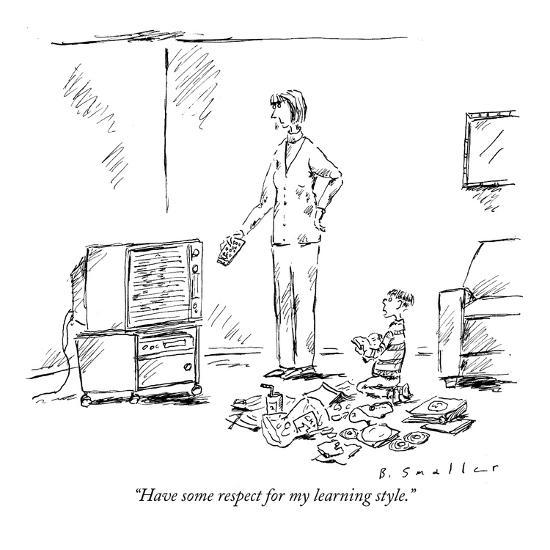 B. Smaller
“Have some respect for my learning style.”